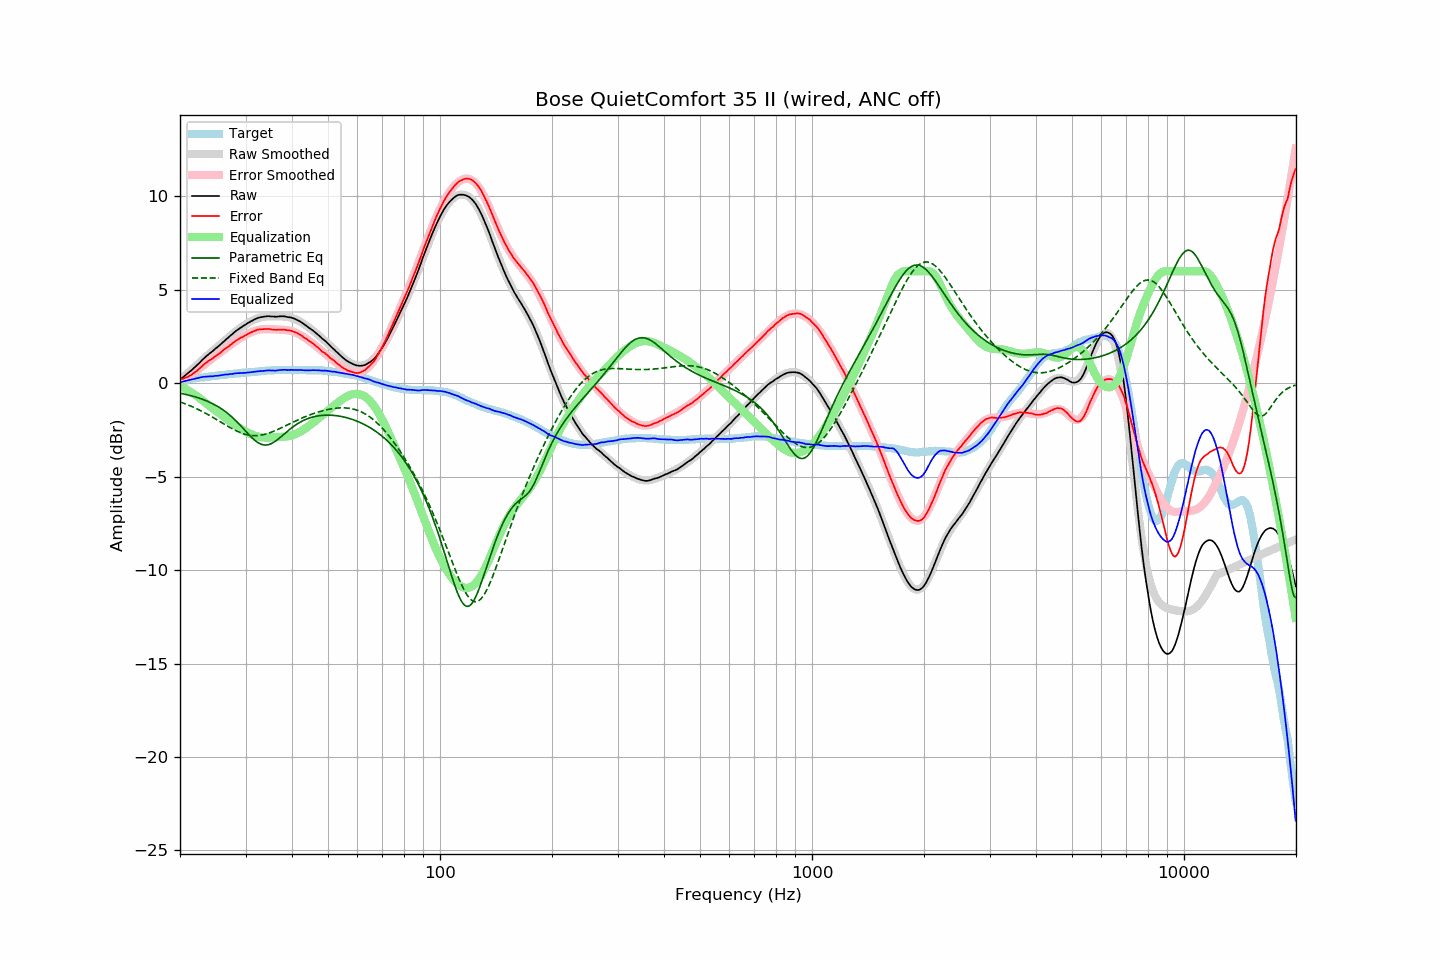 Bose QuietComfort 35 II (wired, ANC off)
Target
Raw Smoothed
Error Smoothed
Raw
Error
Equalization
Parametric Eq
Fixed Band Eq
Equalized
10
5
0
−5
−10
−15
−20
−25
Amplitude (dBr)
100
1000
10000
Frequency (Hz)